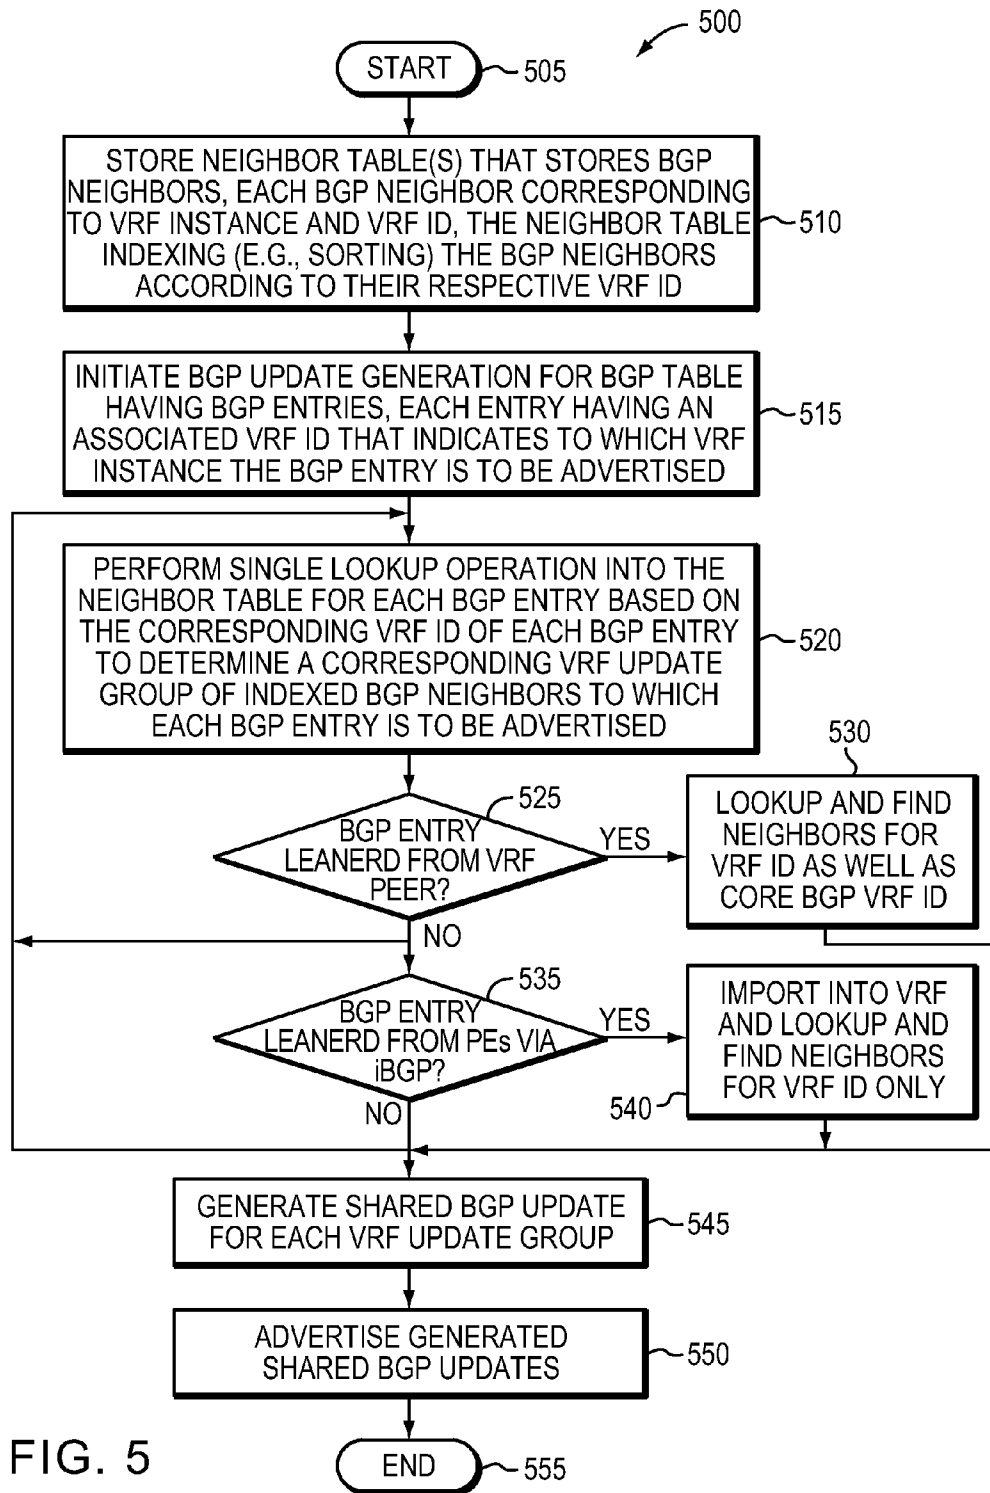 500
START
505
STORE NEIGHBOR TABLE(S) THAT STORES BGP
NEIGHBORS, EACH BGP NEIGHBOR CORRESPONDING
TO VRF INSTANCE AND VRF ID, THE NEIGHBOR TABLE
INDEXING (E.G., SORTING) THE BGP NEIGHBORS
ACCORDING TO THEIR RESPECTIVE VRF ID
510
INITIATE BGP UPDATE GENERATION FOR BGP TABLE
HAVING BGP ENTRIES, EACH ENTRY HAVING AN
ASSOCIATED VRF ID THAT INDICATES TO WHICH VRF
INSTANCE THE BGP ENTRY IS TO BE ADVERTISED
515
PERFORM SINGLE LOOKUP OPERATION INTO THE
NEIGHBOR TABLE FOR EACH BGP ENTRY BASED ON
THE CORRESPONDING VRF ID OF EACH BGP ENTRY
TO DETERMINE A CORRESPONDING VRF UPDATE
GROUP OF INDEXED BGP NEIGHBORS TO WHICH
EACH BGP ENTRY IS TO BE ADVERTISED
520
BGP ENTRY
LEANERD FROM VRF
PEER?
525
YES
NO
530
LOOKUP AND FIND
NEIGHBORS FOR
VRF ID AS WELL AS
CORE BGP VRF ID
BGP ENTRY
LEANERD FROM PEs VIA
iBGP?
535
YES
NO
IMPORT INTO VRF
AND LOOKUP AND
FIND NEIGHBORS
FOR VRF ID ONLY
540
GENERATE SHARED BGP UPDATE
FOR EACH VRF UPDATE GROUP
545
ADVERTISE GENERATED
SHARED BGP UPDATES
550
END
555
FIG. 5